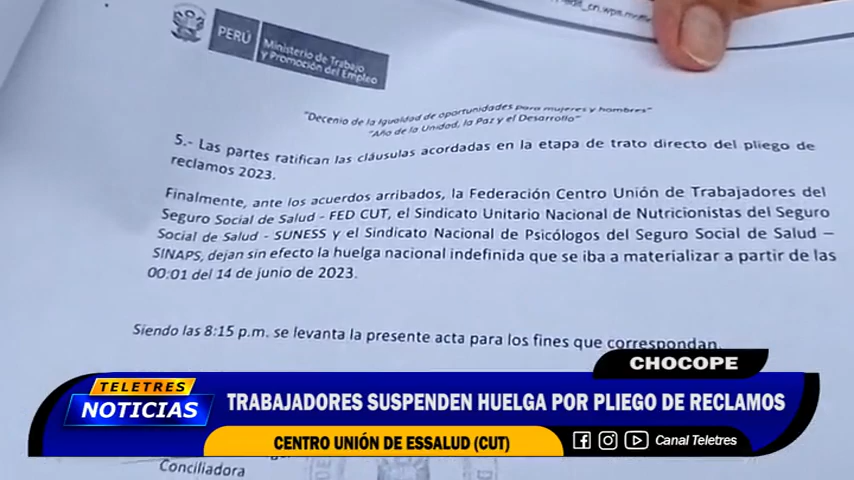 PERÚ
Ministerio de Trabajo
y Promoción del Empleo
"Decenio de la Igualdad de oportunidades para mujeres y hombres"
"Año de la Unidad, la Paz y el Desarrollo"
5.- Las partes ratifican las cláusulas acordadas en la etapa de trato directo del pliego de
reclamos 2023.
Finalmente, ante los acuerdos arribados, la Federación Centro Unión de Trabajadores del
Seguro Social de Salud - FED CUT, el Sindicato Unitario Nacional de Nutricionistas del Seguro
Social de Salud - SUNESS y el Sindicato Nacional de Psicólogos del Seguro Social de Salud –
SINAPS, dejan sin efecto la huelga nacional indefinida que se iba a materializar a partir de las
00:01 del 14 de junio de 2023.
Siendo las 8:15 p.m. se levanta la presente acta para los fines que correspondan.
CHOCOPE
TELETRES
NOTICIAS
TRABAJADORES SUSPENDEN HUELGA POR PLIEGO DE RECLAMOS
CENTRO UNIÓN DE ESSALUD (CUT)
Canal Teletres
Conciliadora